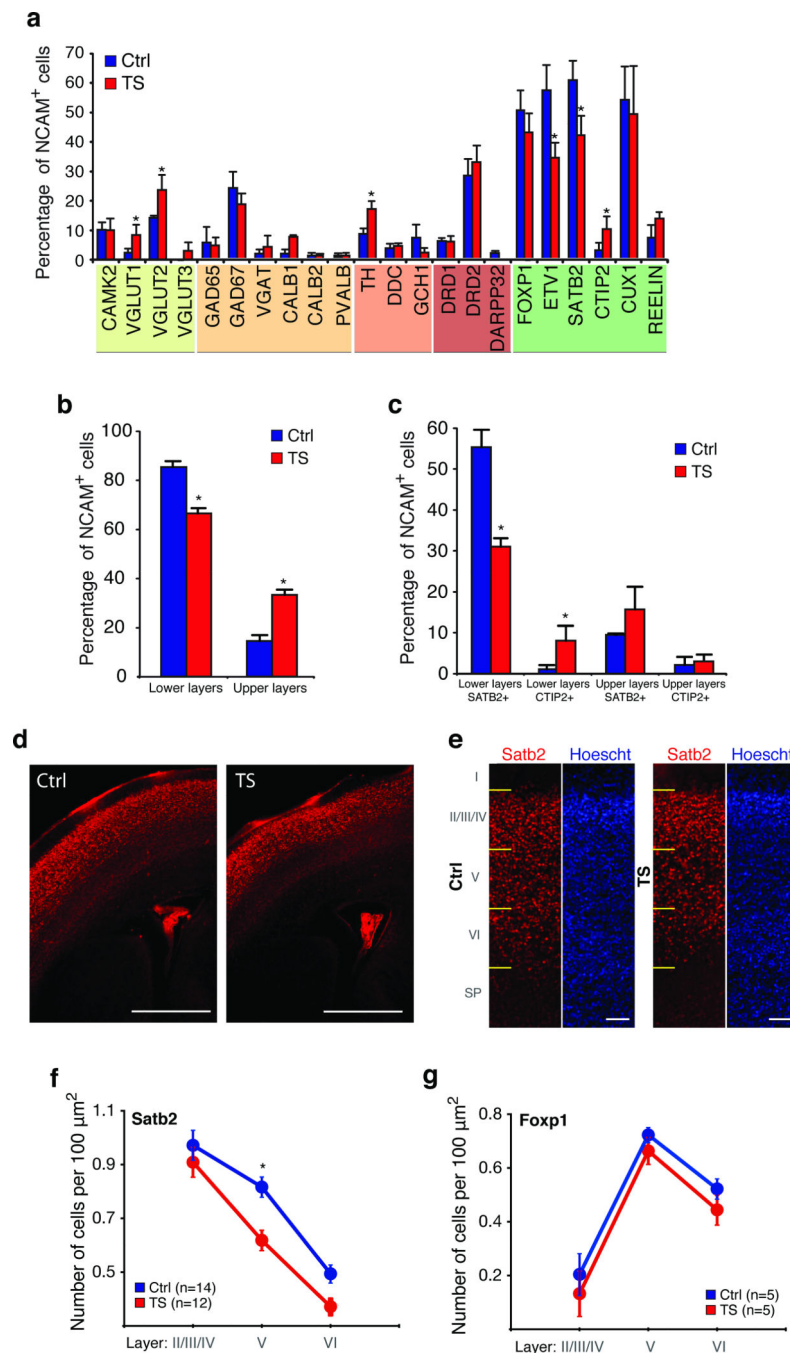 a
Ctrl
TS
Percentage of NCAM+ cells
70
60
50
40
30
20
10
0
*
*
*
*
*
*
CAMK2
VGLUT1
VGLUT2
VGLUT3
GAD65
GAD67
VGAT
CALB1
CALB2
PVALB
TH
DDC
GCH1
DRD1
DRD2
DARPP32
FOXP1
ETV1
SATB2
CTIP2
CUX1
REELIN
b
Ctrl
TS
Percentage of NCAM+ cells
100
80
60
40
20
0
*
*
Lower layers
Upper layers
c
Ctrl
TS
Percentage of NCAM+ cells
60
50
40
30
20
10
0
*
*
Lower layers SATB2+
Lower layers CTIP2+
Upper layers SATB2+
Upper layers CTIP2+
d
Ctrl
TS
e
Satb2
Hoescht
Satb2
Hoescht
I
II/III/IV
V
VI
SP
Ctrl
TS
f
Satb2
Number of cells per 100 µm²
1.1
0.9
0.7
0.5
*
Ctrl (n=14)
TS (n=12)
Layer: II/III/IV
V
VI
g
Foxp1
Number of cells per 100 µm²
0.8
0.6
0.4
0.2
Ctrl (n=5)
TS (n=5)
Layer: II/III/IV
V
VI